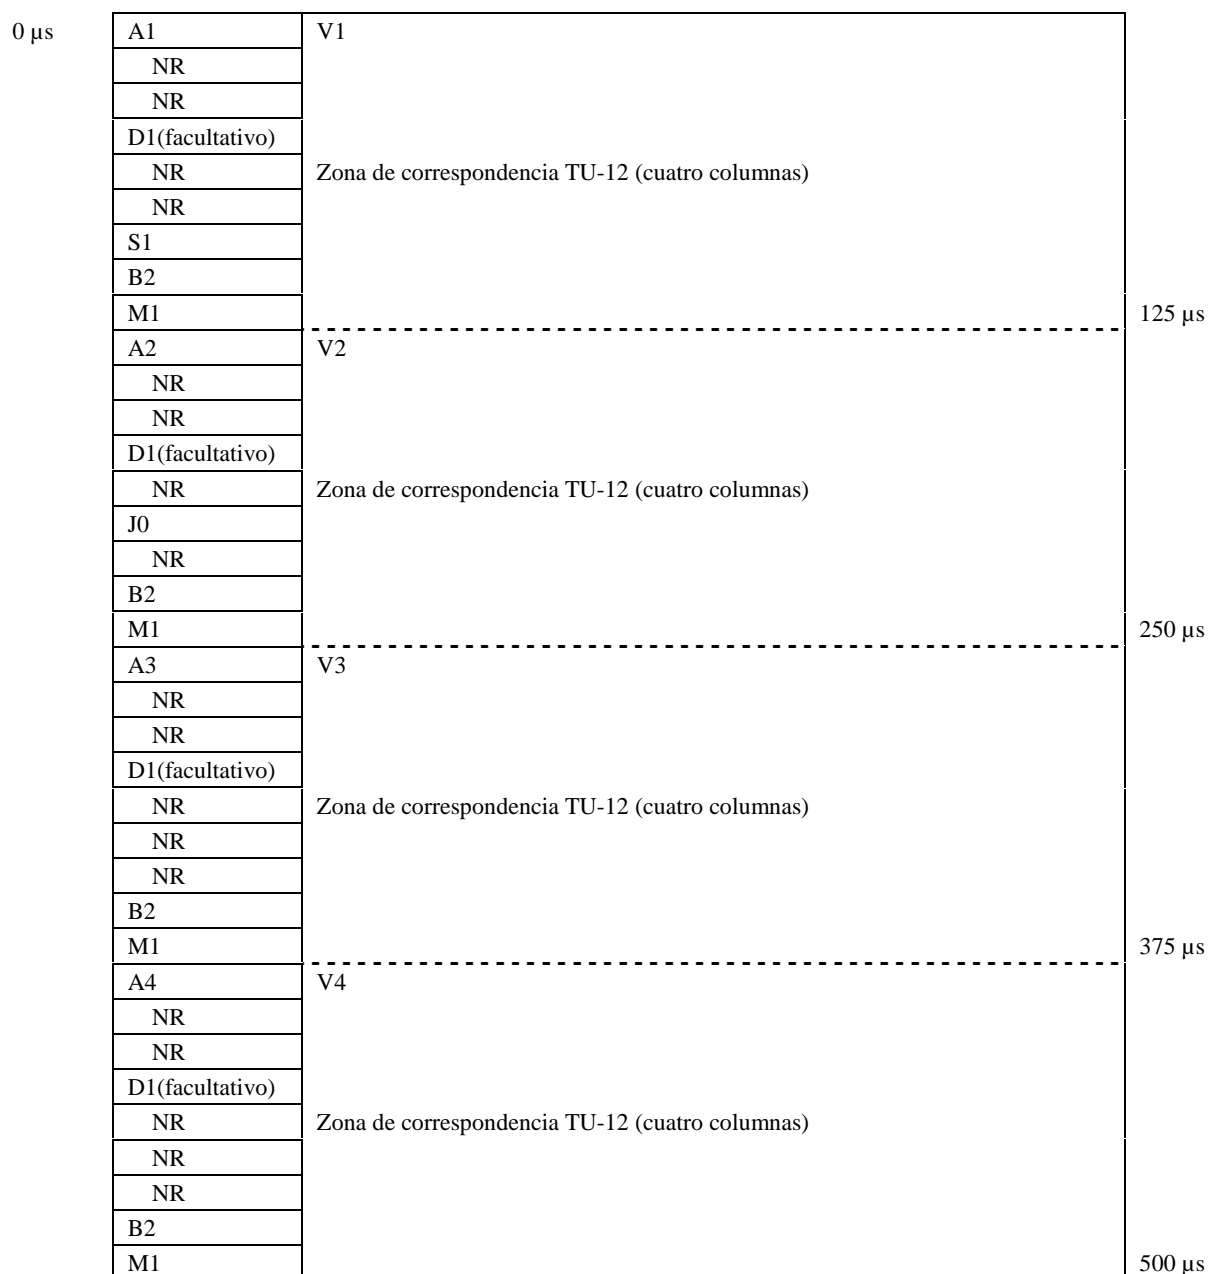 0 µs A1 V1
NR
NR
D1(facultativo)
NR Zona de correspondencia TU-12 (cuatro columnas)
NR
S1
B2
M1 125 µs
A2 V2
NR
NR
D1(facultativo)
NR Zona de correspondencia TU-12 (cuatro columnas)
J0
NR
B2
M1 250 µs
A3 V3
NR
NR
D1(facultativo)
NR Zona de correspondencia TU-12 (cuatro columnas)
NR
NR
B2
M1 375 µs
A4 V4
NR
NR
D1(facultativo)
NR Zona de correspondencia TU-12 (cuatro columnas)
NR
NR
B2
M1 500 µs